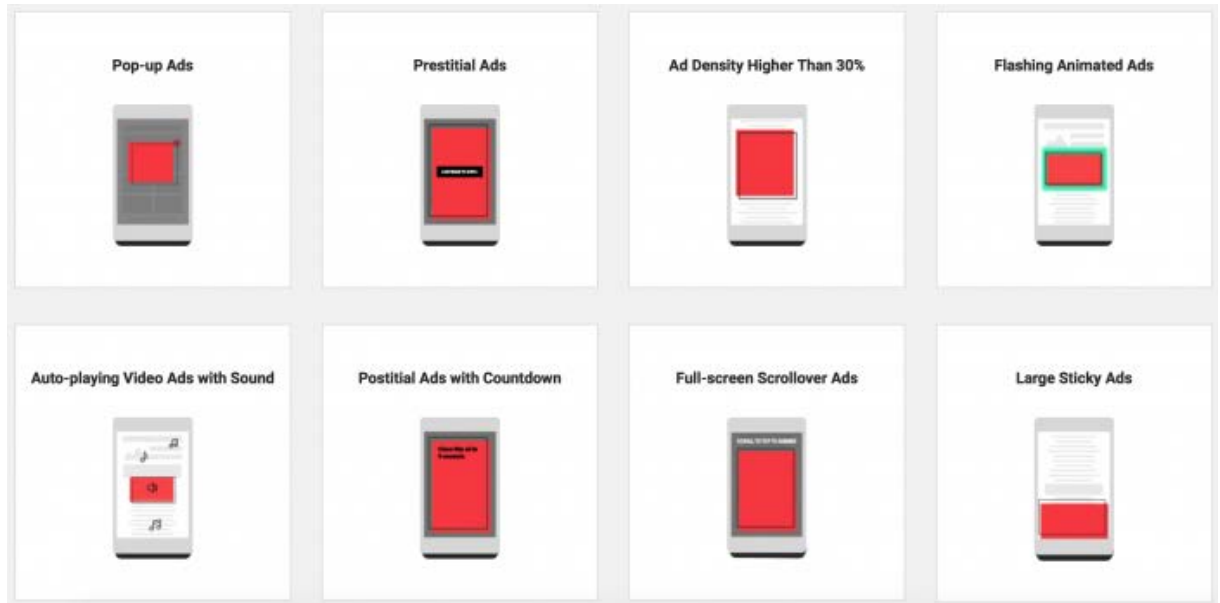 Pop-up Ads
Prestitial Ads
Ad Density Higher Than 30%
Flashing Animated Ads
Auto-playing Video Ads with Sound
Postitial Ads with Countdown
Full-screen Scrollover Ads
Large Sticky Ads